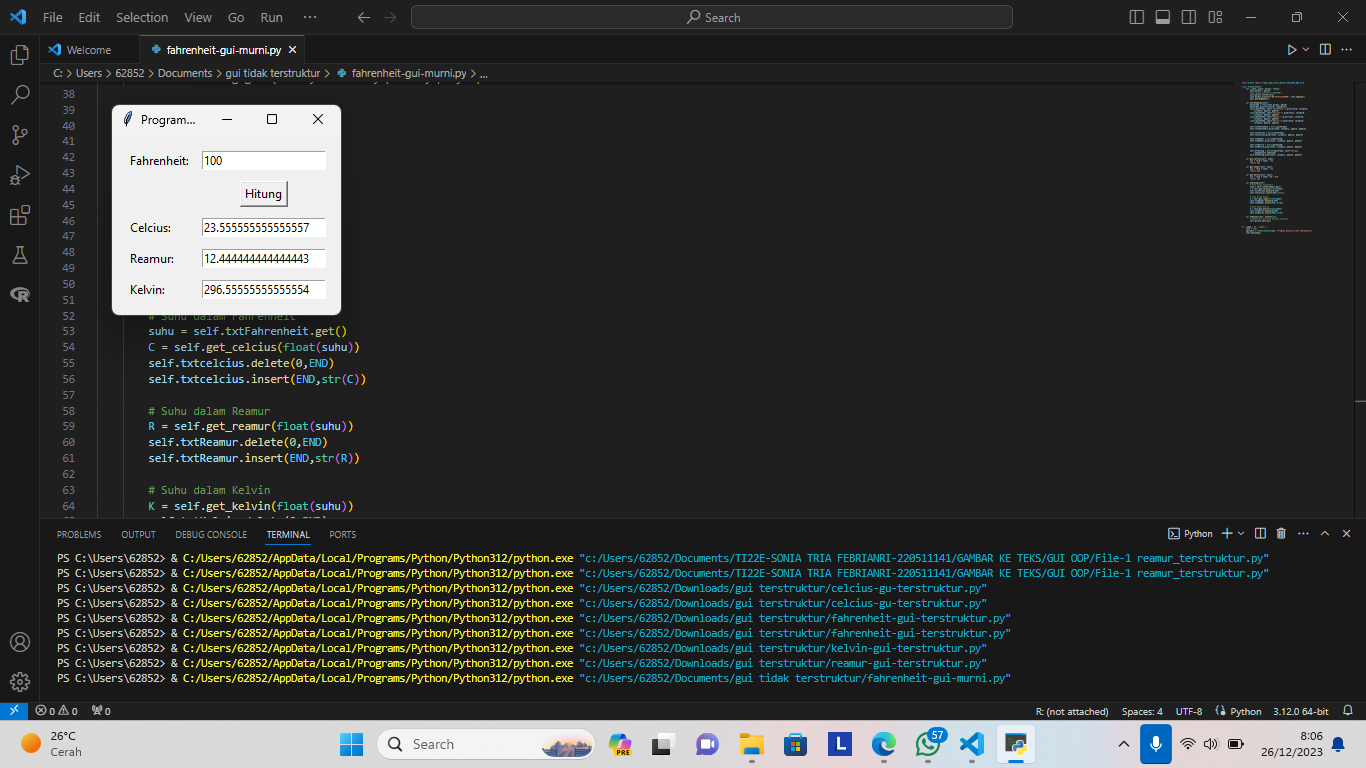 File Edit Selection View Go Run ··· Search
Welcome fahrenheit-gui-murni.py
C: > Users > 62852 > Documents > gui tidak terstruktur > fahrenheit-gui-murni.py > ...
38
39
40
41
42
43
44
45
46
47
48
49
50
51
Program...
Fahrenheit: 100
Hitung
Celcius: 23.555555555555557
Reamur: 12.444444444444443
Kelvin: 296.55555555555554
52 # Suhu dalam Fahrenheit
53 suhu = self.txtFahrenheit.get()
54 C = self.get_celcius(float(suhu))
55 self.txtcelcius.delete(0,END)
56 self.txtcelcius.insert(END,str(C))
57
58 # Suhu dalam Reamur
59 R = self.get_reamur(float(suhu))
60 self.txtReamur.delete(0,END)
61 self.txtReamur.insert(END,str(R))
62
63 # Suhu dalam Kelvin
64 K = self.get_kelvin(float(suhu))
PROBLEMS OUTPUT DEBUG CONSOLE TERMINAL PORTS Python
PS C:\Users\62852> & C:/Users/62852/AppData/Local/Programs/Python/Python312/python.exe "c:/Users/62852/Documents/TI22E-SONIA TRIA FEBRIANRI-220511141/GAMBAR KE TEKS/GUI OOP/File-1 reamur_terstruktur.py"
PS C:\Users\62852> & C:/Users/62852/AppData/Local/Programs/Python/Python312/python.exe "c:/Users/62852/Documents/TI22E-SONIA TRIA FEBRIANRI-220511141/GAMBAR KE TEKS/GUI OOP/File-1 reamur_terstruktur.py"
PS C:\Users\62852> & C:/Users/62852/AppData/Local/Programs/Python/Python312/python.exe "c:/Users/62852/Downloads/gui terstruktur/celcius-gu-terstruktur.py"
PS C:\Users\62852> & C:/Users/62852/AppData/Local/Programs/Python/Python312/python.exe "c:/Users/62852/Downloads/gui terstruktur/celcius-gu-terstruktur.py"
PS C:\Users\62852> & C:/Users/62852/AppData/Local/Programs/Python/Python312/python.exe "c:/Users/62852/Downloads/gui terstruktur/fahrenheit-gui-terstruktur.py"
PS C:\Users\62852> & C:/Users/62852/AppData/Local/Programs/Python/Python312/python.exe "c:/Users/62852/Downloads/gui terstruktur/fahrenheit-gui-terstruktur.py"
PS C:\Users\62852> & C:/Users/62852/AppData/Local/Programs/Python/Python312/python.exe "c:/Users/62852/Downloads/gui terstruktur/kelvin-gui-terstruktur.py"
PS C:\Users\62852> & C:/Users/62852/AppData/Local/Programs/Python/Python312/python.exe "c:/Users/62852/Downloads/gui terstruktur/reamur-gui-terstruktur.py"
PS C:\Users\62852> & C:/Users/62852/AppData/Local/Programs/Python/Python312/python.exe "c:/Users/62852/Documents/gui tidak terstruktur/fahrenheit-gui-murni.py"
0 0 0 R: (not attached) Spaces: 4 UTF-8 Python 3.12.0 64-bit
26°C
Cerah
Search
PRE
L
57
8:06
26/12/2023